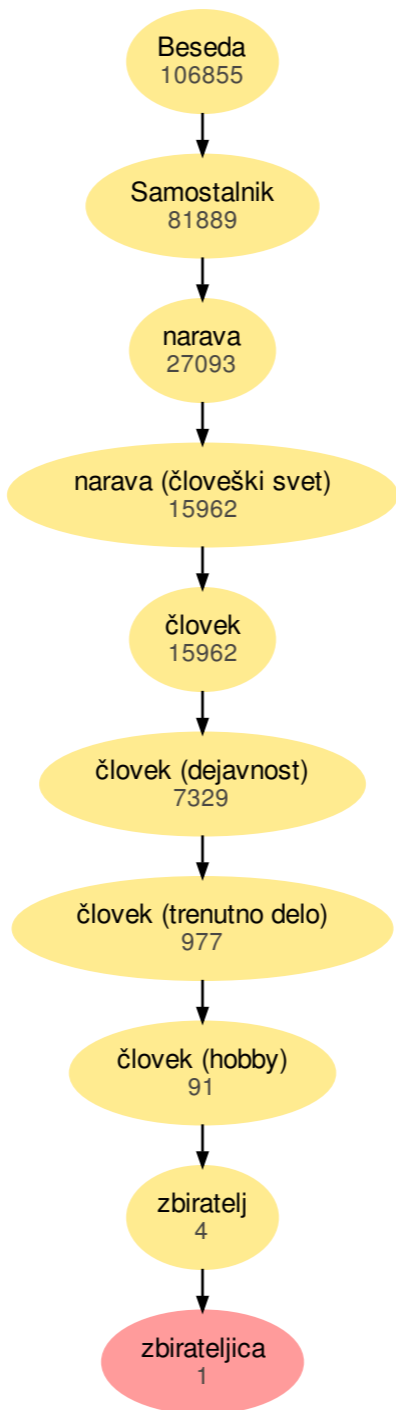 Beseda
106855
Samostalnik
81889
narava
27093
narava (človeški svet)
15962
človek
15962
človek (dejavnost)
7329
človek (trenutno delo)
977
človek (hobby)
91
zbiratelj
4
zbirateljica
1